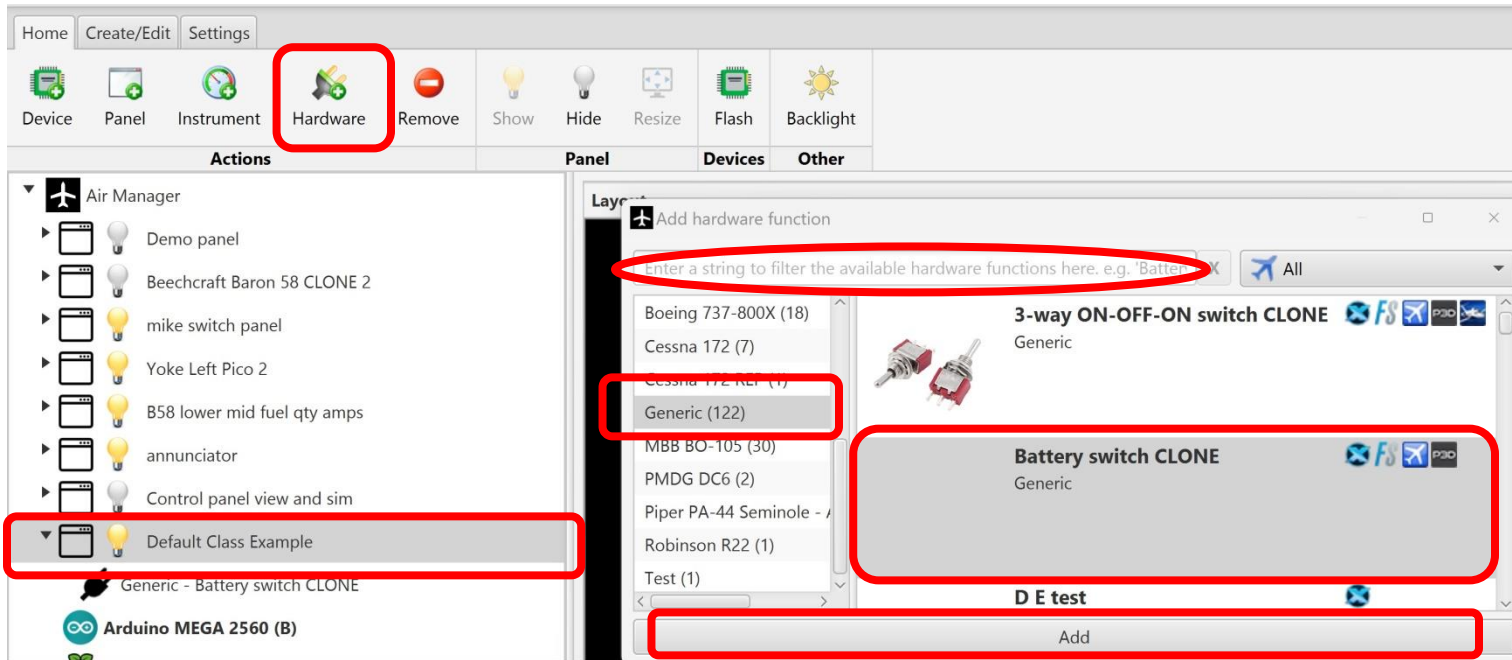 Home Create/Edit Settings
Device Panel Instrument Hardware Remove Show Hide Resize Flash Backlight
Actions Panel Devices Other
Air Manager
Demo panel
Beechcraft Baron 58 CLONE 2
mike switch panel
Yoke Left Pico 2
B58 lower mid fuel qty amps
annunciator
Control panel view and sim
Default Class Example
Generic - Battery switch CLONE
Arduino MEGA 2560 (B)
Add hardware function
Enter a string to filter the available hardware functions here. e.g. 'Batter X All
Boeing 737-800X (18)
Cessna 172 (7)
Cessna 172 REP (1)
Generic (122)
MBB BO-105 (30)
PMDG DC6 (2)
Piper PA-44 Seminole -
Robinson R22 (1)
Test (1)
3-way ON-OFF-ON switch CLONE FS P3D
Generic
Battery switch CLONE FS P3D
Generic
D E test
Add